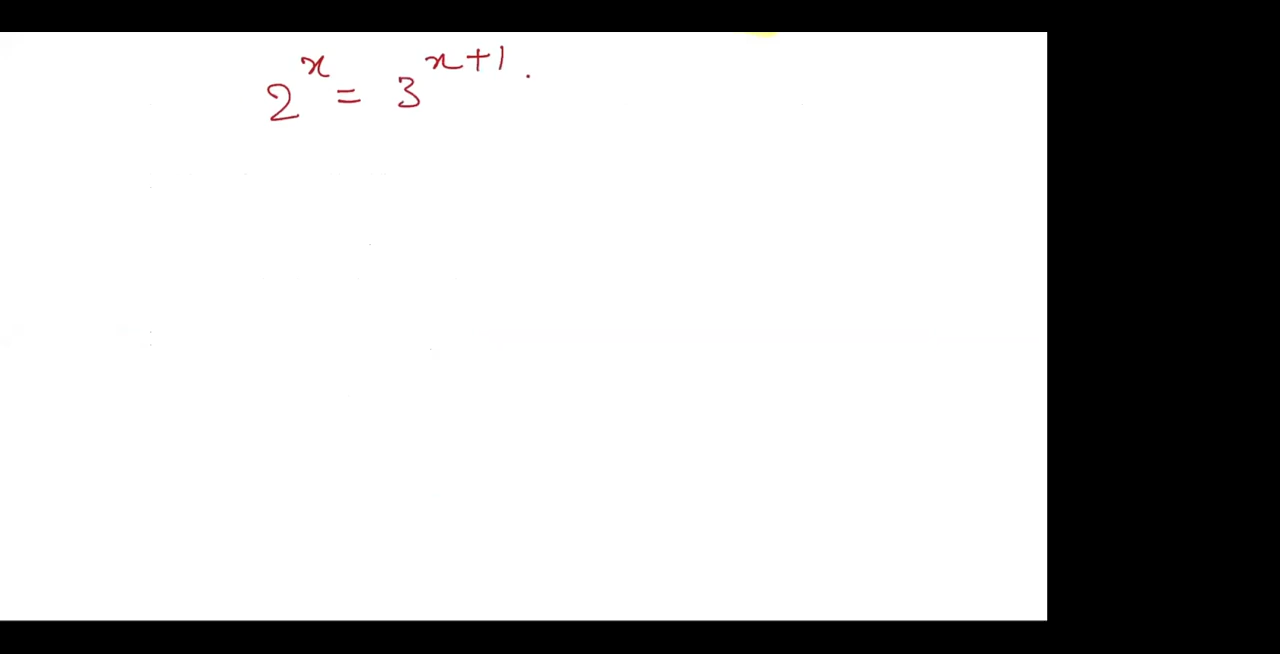 2^x = 3^{x+1}.